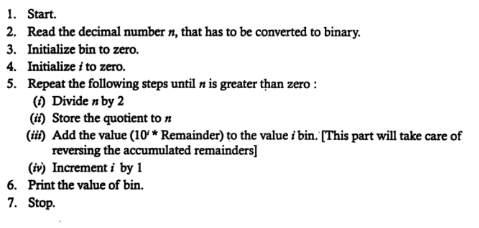 1. Start.
2. Read the decimal number n, that has to be converted to binary.
3. Initialize bin to zero.
4. Initialize i to zero.
5. Repeat the following steps until n is greater than zero :
(i) Divide n by 2
(ii) Store the quotient to n
(iii) Add the value (10^i * Remainder) to the value i bin. [This part will take care of
reversing the accumulated remainders]
(iv) Increment i by 1
6. Print the value of bin.
7. Stop.